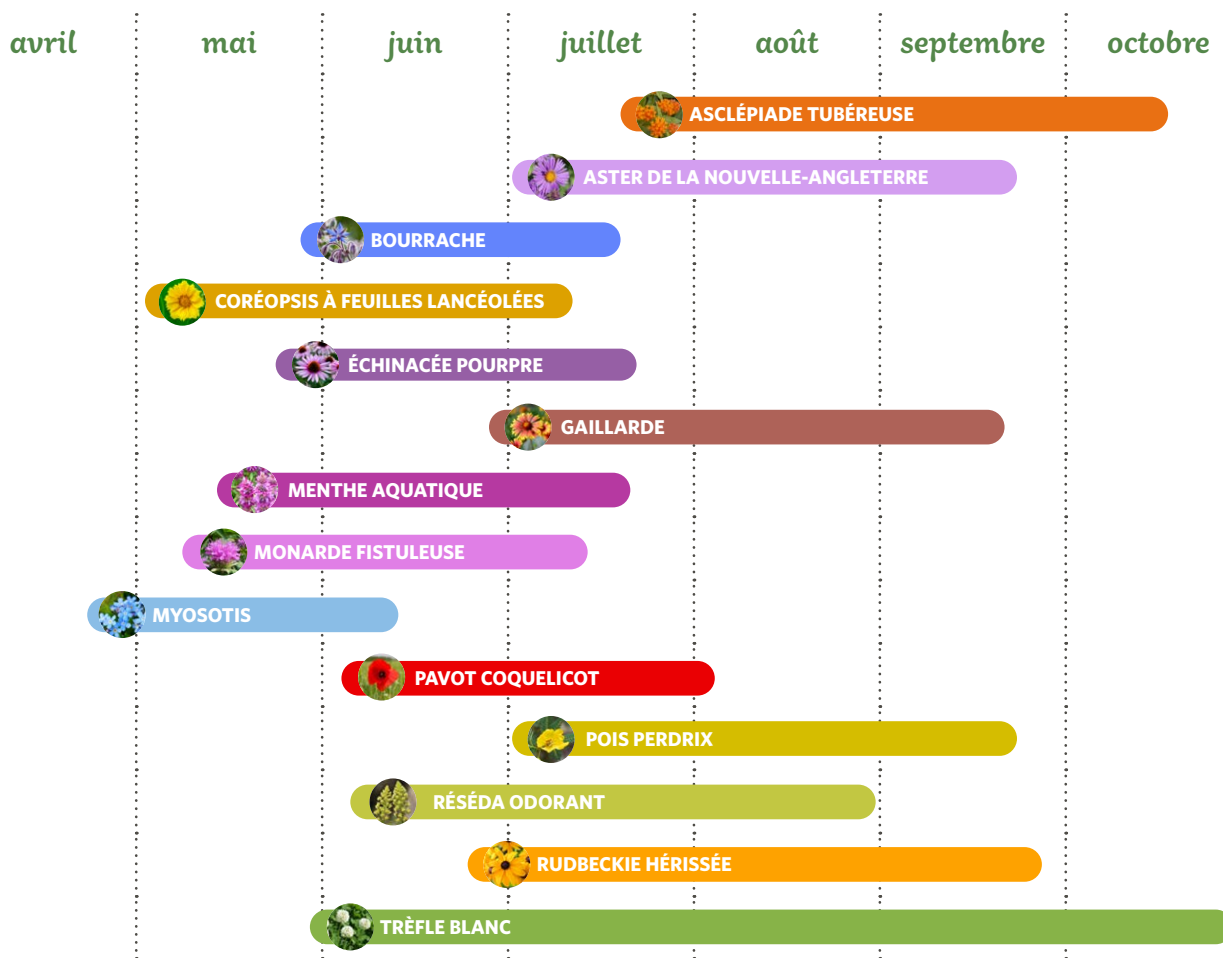 avril mai juin juillet août septembre octobre
ASCLÉPIADE TUBÉREUSE
ASTER DE LA NOUVELLE-ANGLETERRE
BOURRACHE
CORÉOPSIS À FEUILLES LANCÉOLÉES
ÉCHINACÉE POURPRE
GAILLARDE
MENTHE AQUATIQUE
MONARDE FISTULEUSE
MYOSOTIS
PAVOT COQUELICOT
POIS PERDRIX
RÉSÉDA ODORANT
RUDBECKIE HÉRISSÉE
TRÈFLE BLANC